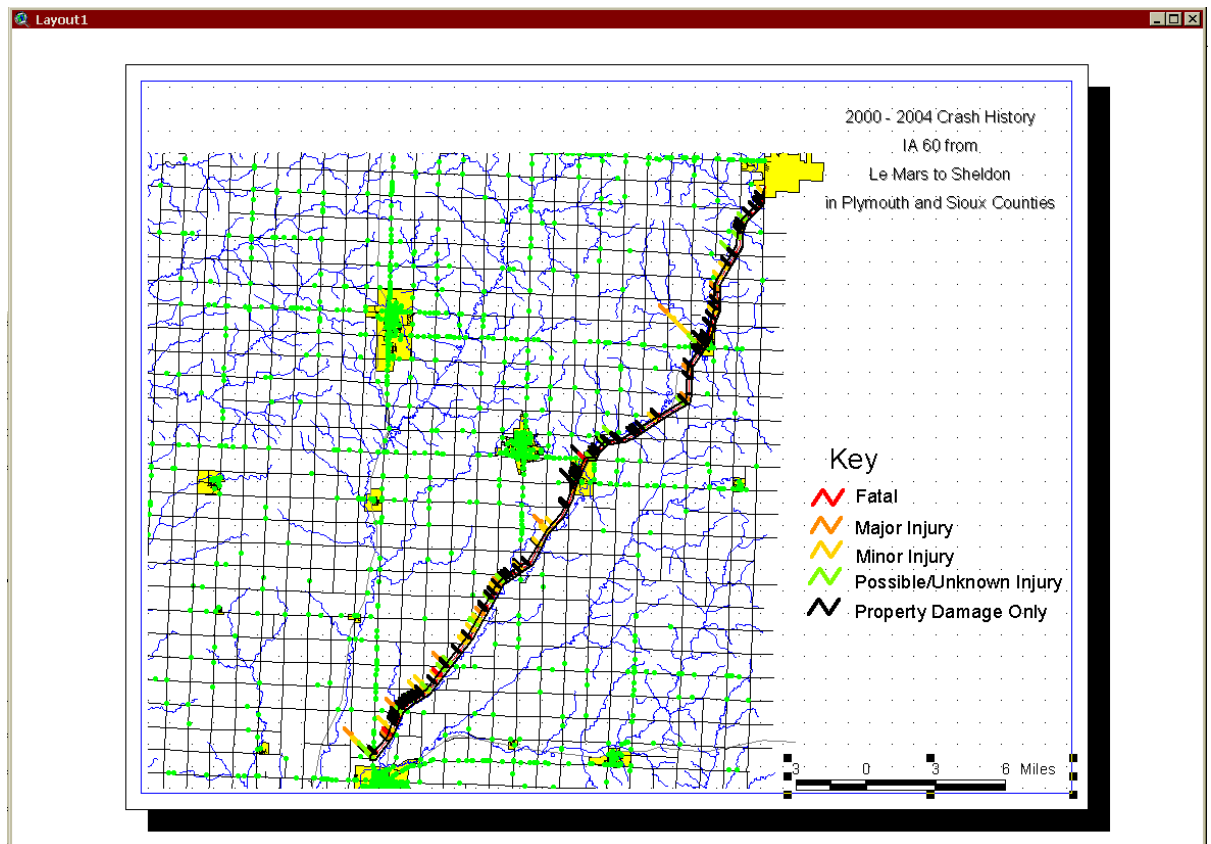 Layout1
2000 - 2004 Crash History
IA 60 from
Le Mars to Sheldon
in Plymouth and Sioux Counties
Key
Fatal
Major Injury
Minor Injury
Possible/Unknown Injury
Property Damage Only
3 0 3 6 Miles